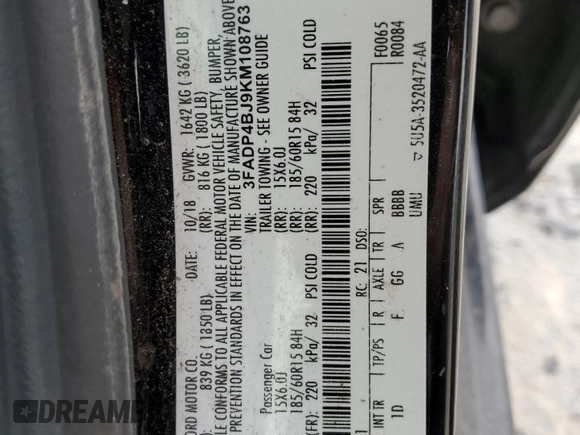 ORD MOTOR CO.
10/18
GVWR: 1642 KG ( 3620 LB)
839 KG ( 1850 LB)
(RR): 816 KG ( 1800 LB)
LE CONFORMS TO ALL APPLICABLE FEDERAL MOTOR VEHICLE SAFETY, BUMPER,
PREVENTION STANDARDS IN EFFECT ON THE DATE OF MANUFACTURE SHOWN ABOVE
VIN: 3FADP4BJ9KM108763
Passenger Car
TRAILER TOWING - SEE OWNER GUIDE
15X6.0J
(RR): 15X6.0J
185/60R15 84H
(RR): 185/60R15 84H
(FR): 220 kPa/ 32 PSI COLD
(RR): 220 kPa/ 32 PSI COLD
RC: 21 DSO:
F0065
R0084
INT TR TP/PS R AXLE TR SPR
1D F GG A BBBB
UMU
5U5A-3520472-AA
DREAM